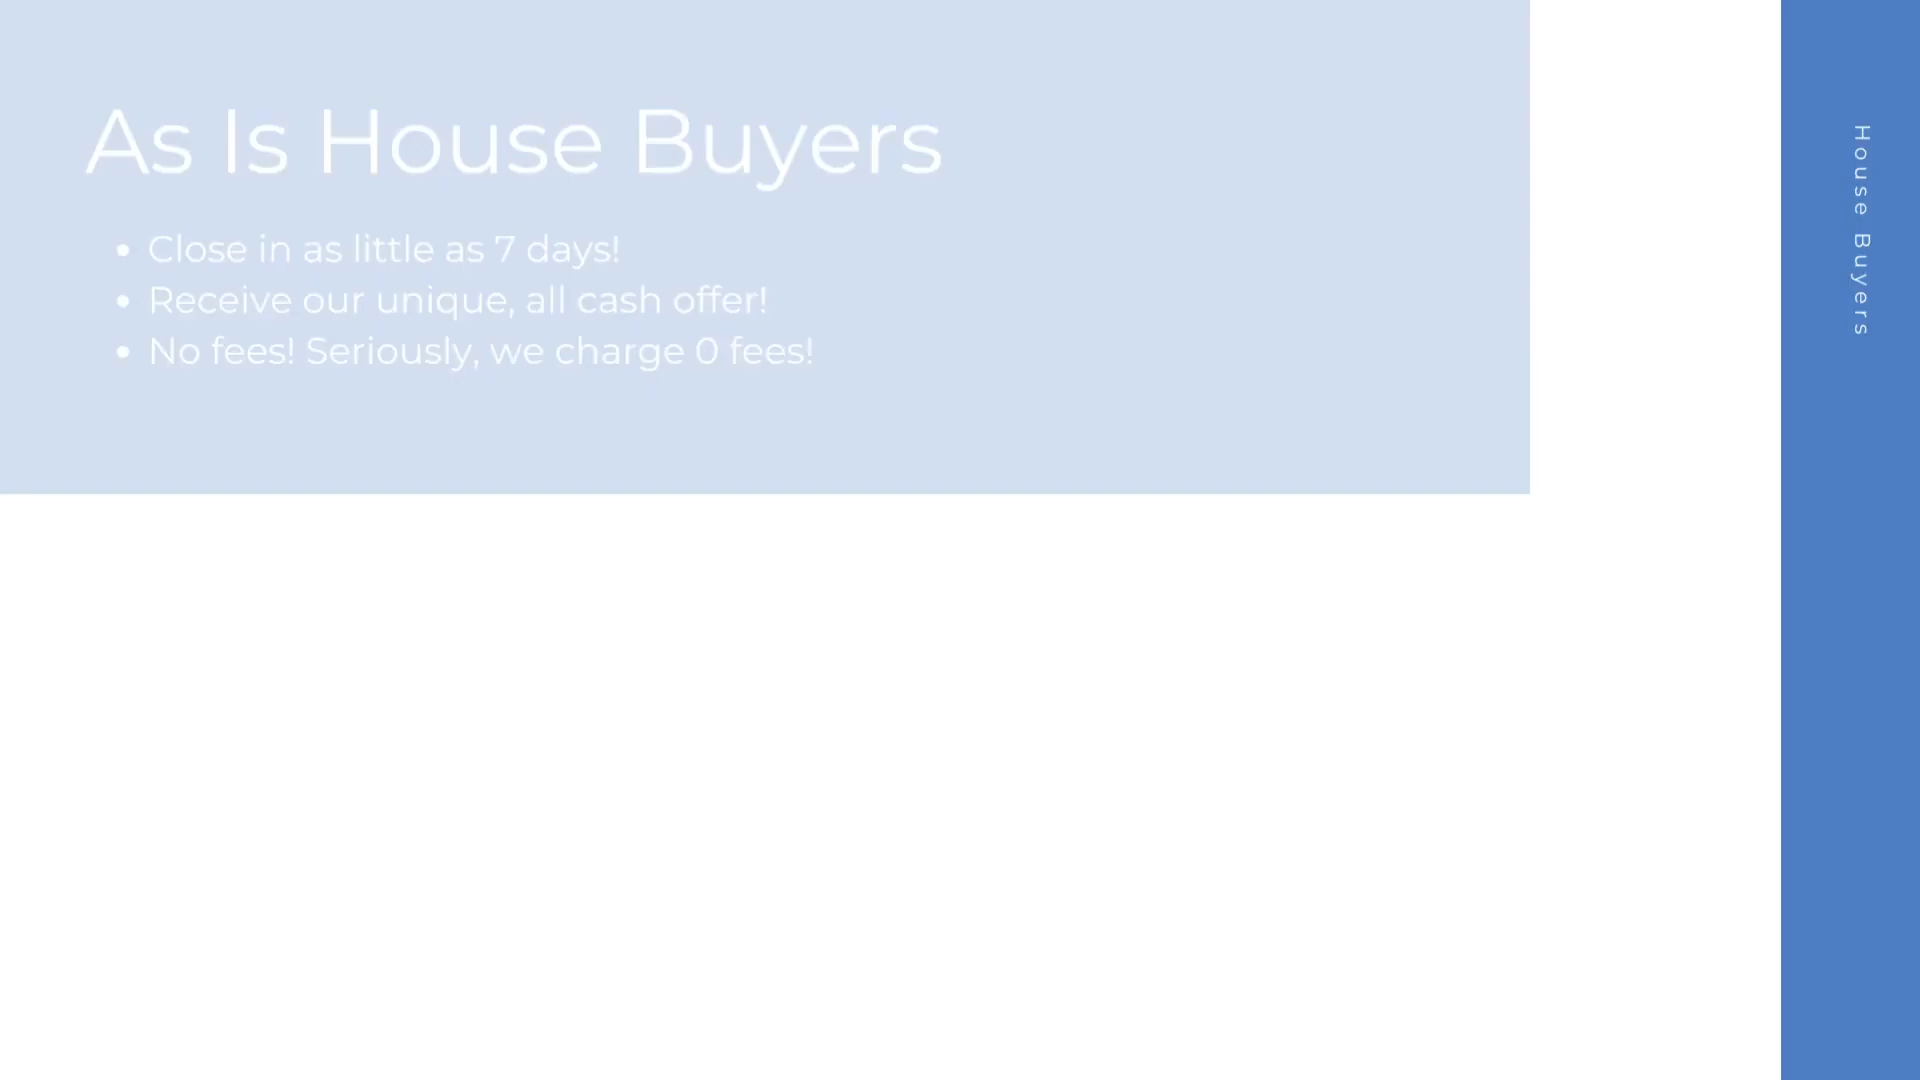 As Is House Buyers
• Close in as little as 7 days!
• Receive our unique, all cash offer!
• No fees! Seriously, we charge 0 fees!
House Buyers